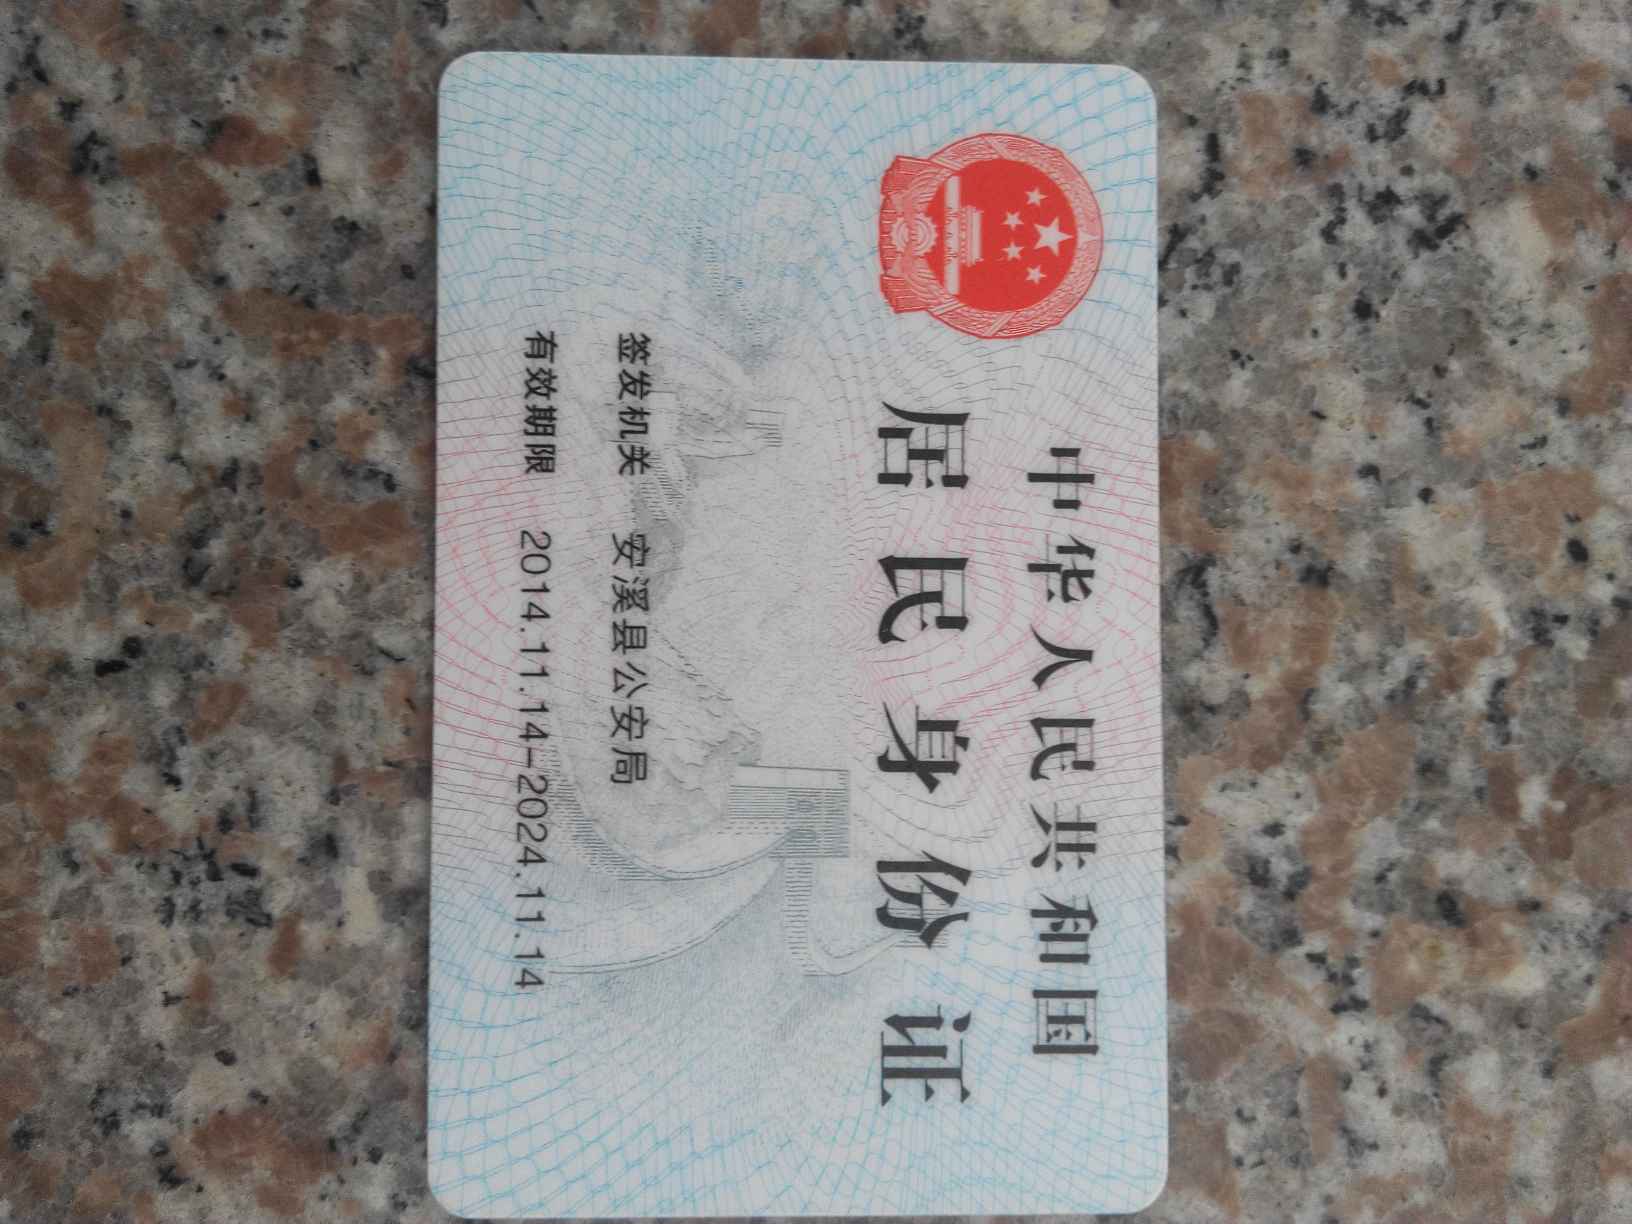 中华人民共和国
居民身份证
签发机关 安溪县公安局
有效期限 2014.11.14-2024.11.14